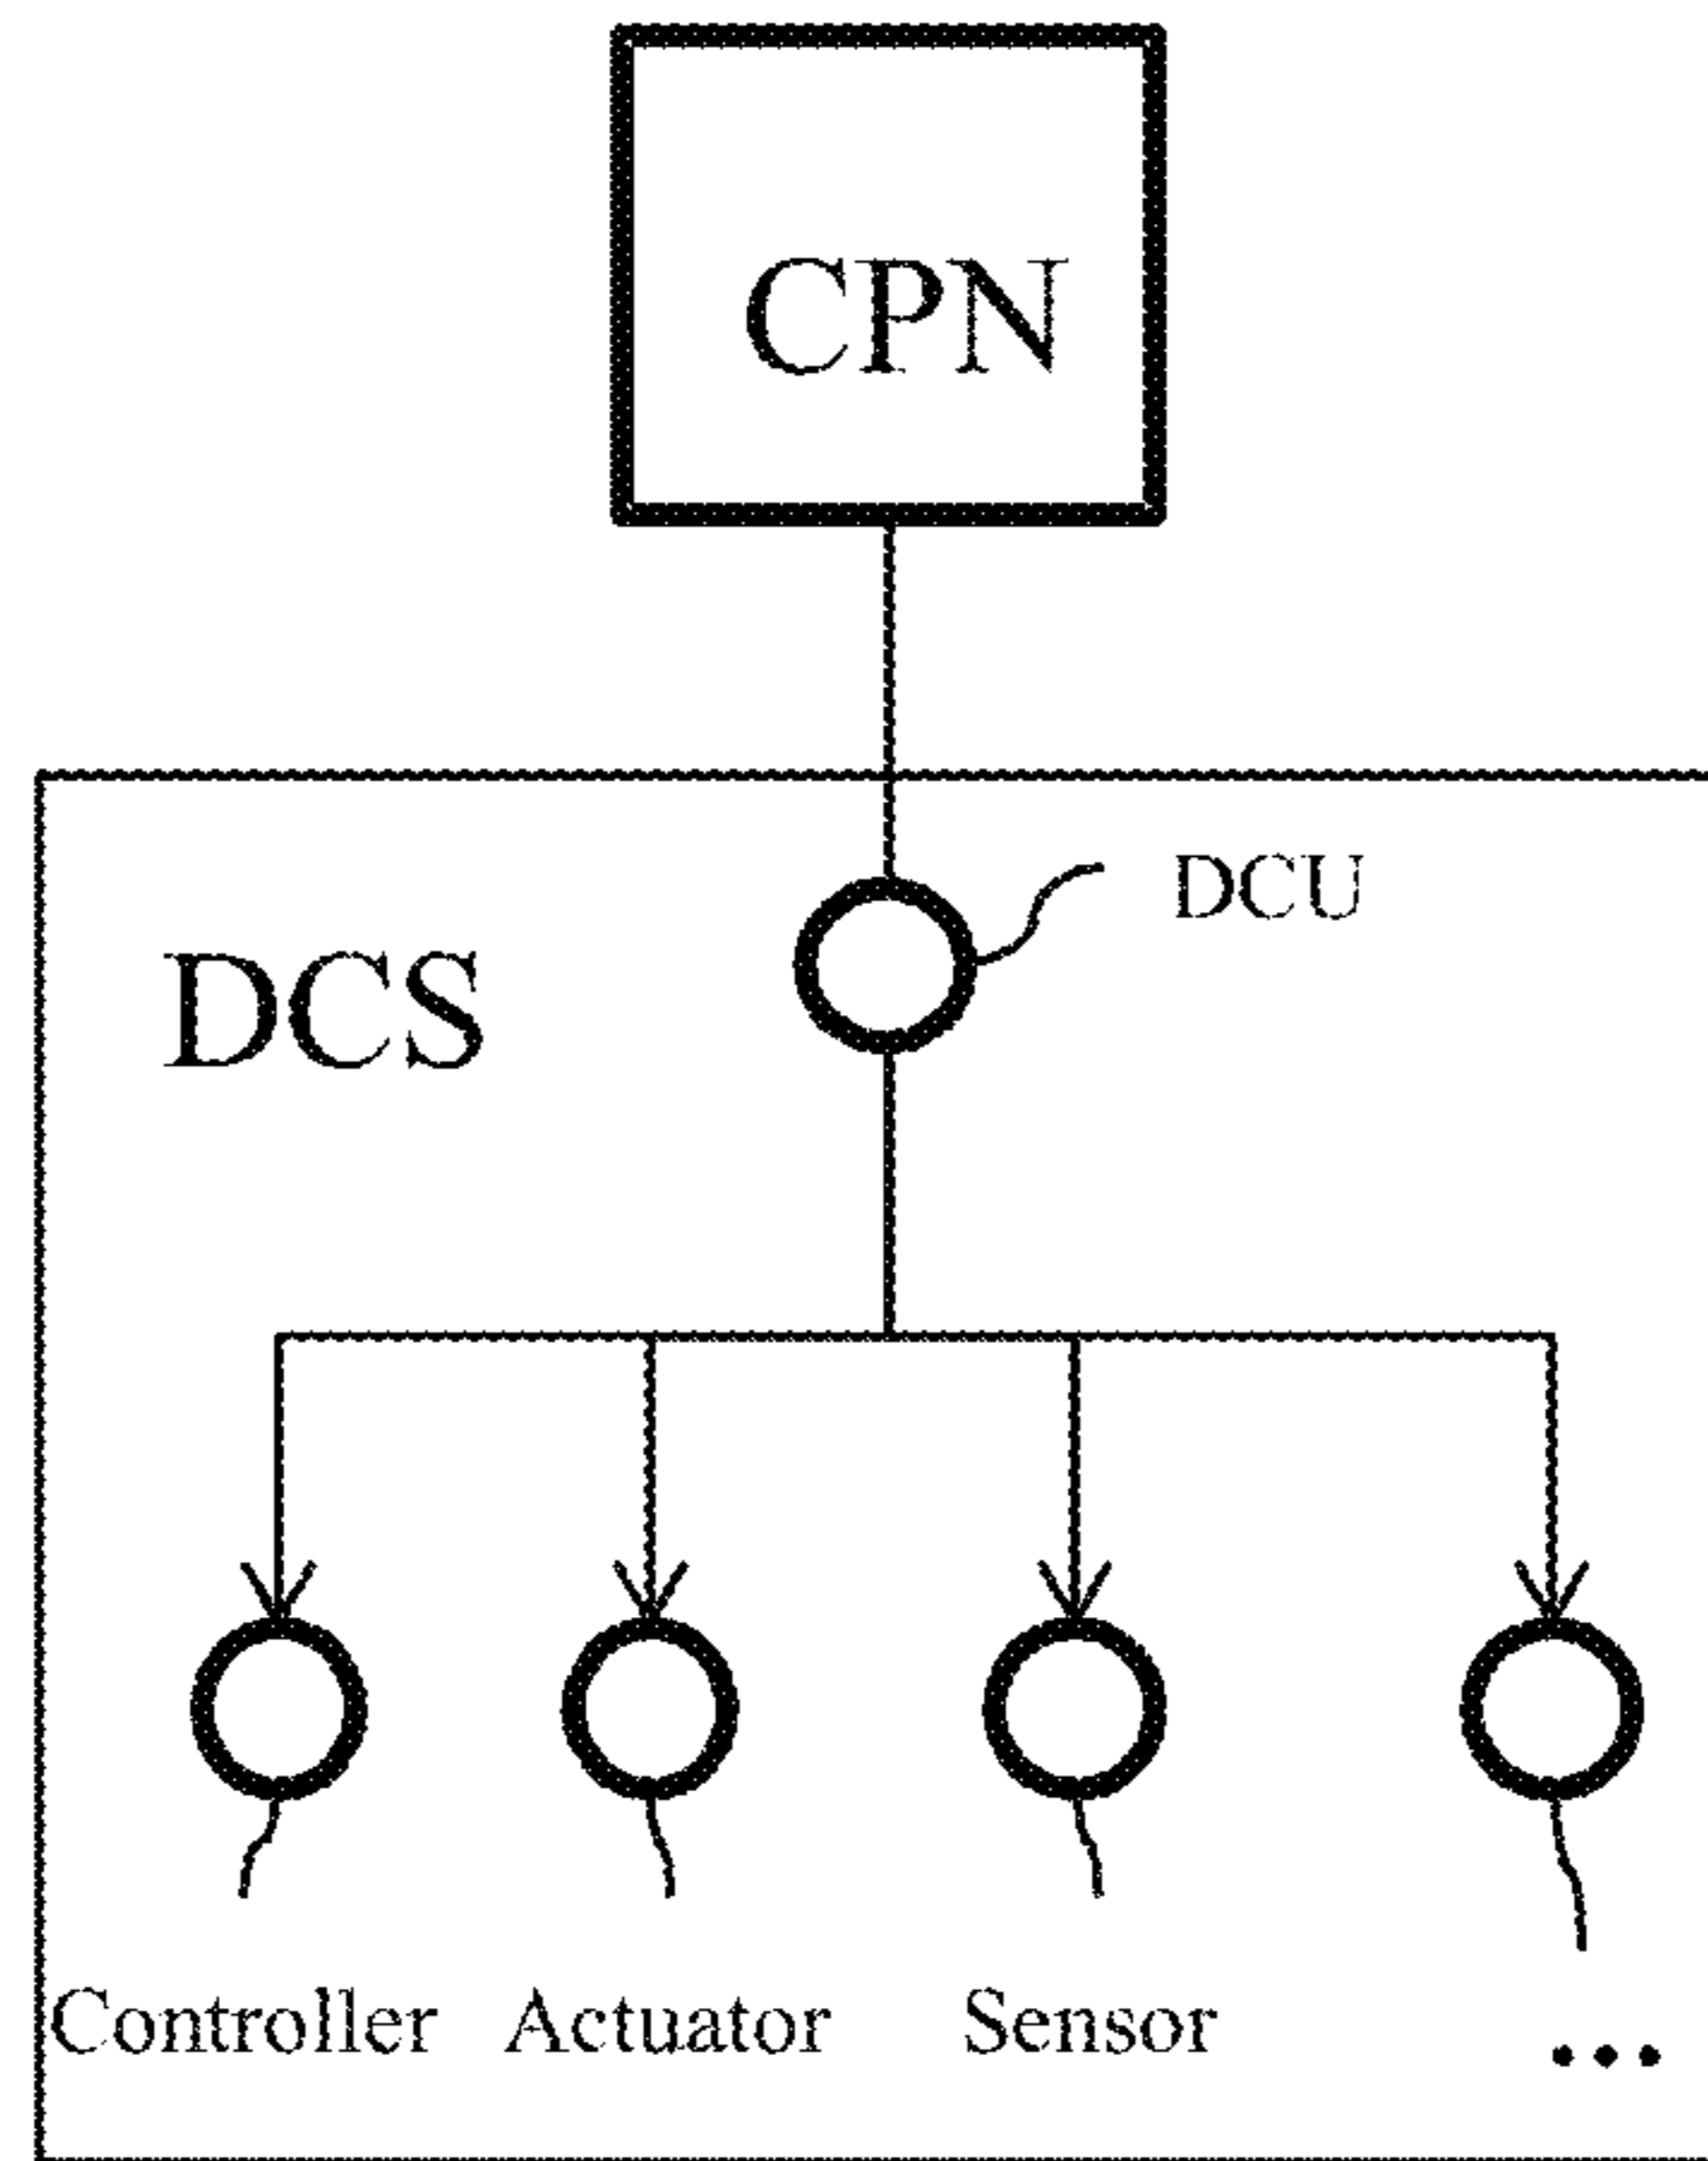 CPN
DCU
DCS
Controller Actuator Sensor ...